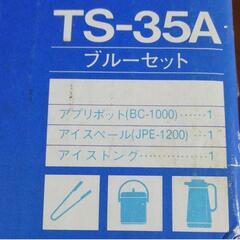 TS-35A
ブルーセット
アプリポット(BC-1000)……1
アイスペール(JPE-1200)…1
アイストング………………1